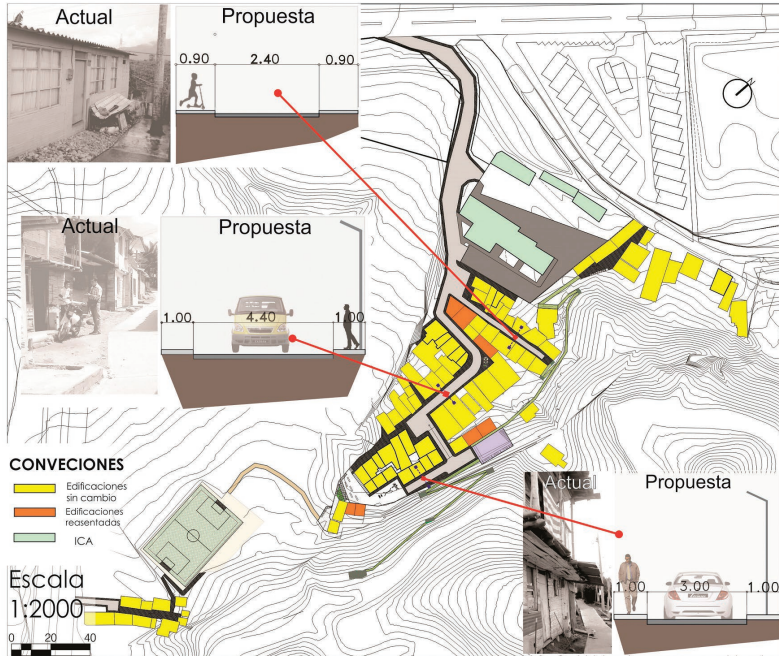 Actual
Propuesta
0.90
2.40
0.90
N
Actual
Propuesta
1.00
4.40
1.00
CONVECIONES
Edificaciones
sin cambio
Edificaciones
reasentadas
ICA
Escala
1:2000
0 20 40
Actual
Propuesta
1.00
3.00
1.00